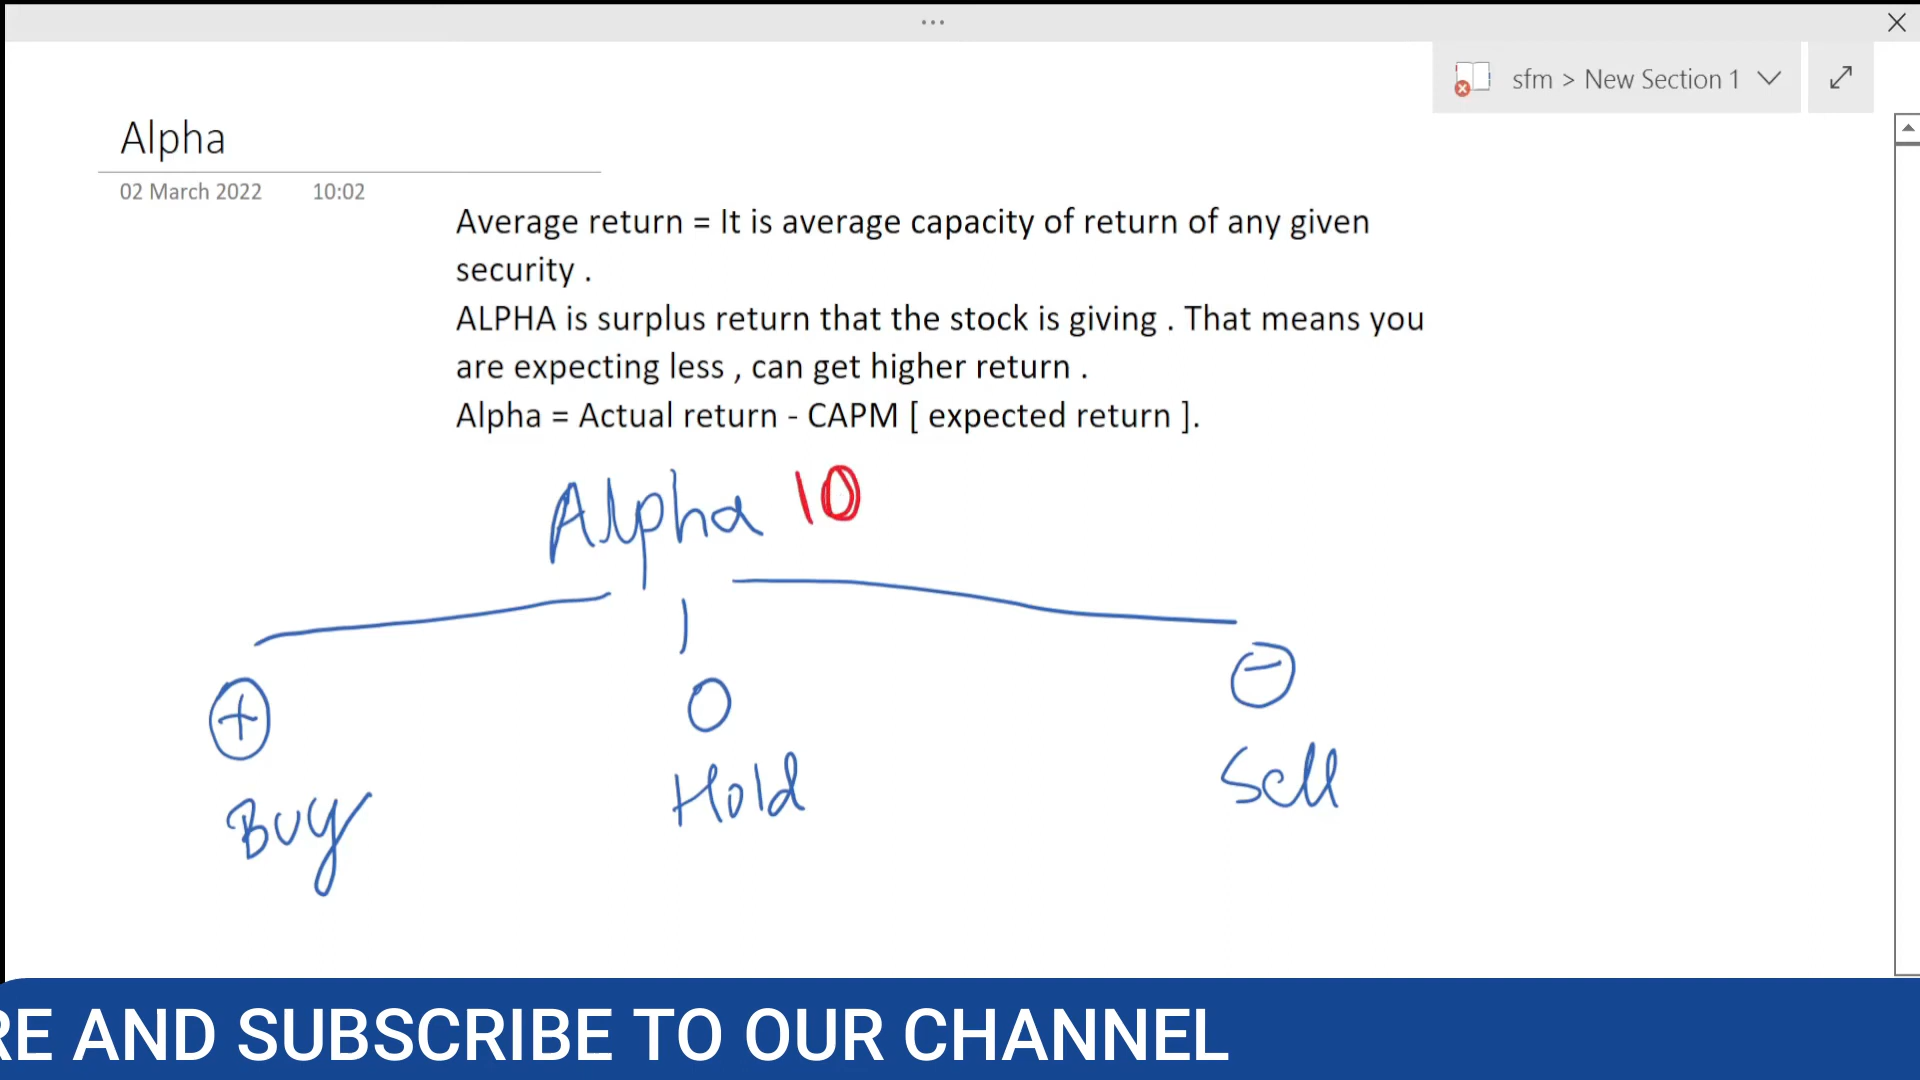 sfm > New Section 1
Alpha
02 March 2022 10:02
Average return = It is average capacity of return of any given
security .
ALPHA is surplus return that the stock is giving . That means you
are expecting less , can get higher return .
Alpha = Actual return - CAPM [ expected return ].
Alpha 10
+ 0 -
Buy Hold Sell
RE AND SUBSCRIBE TO OUR CHANNEL